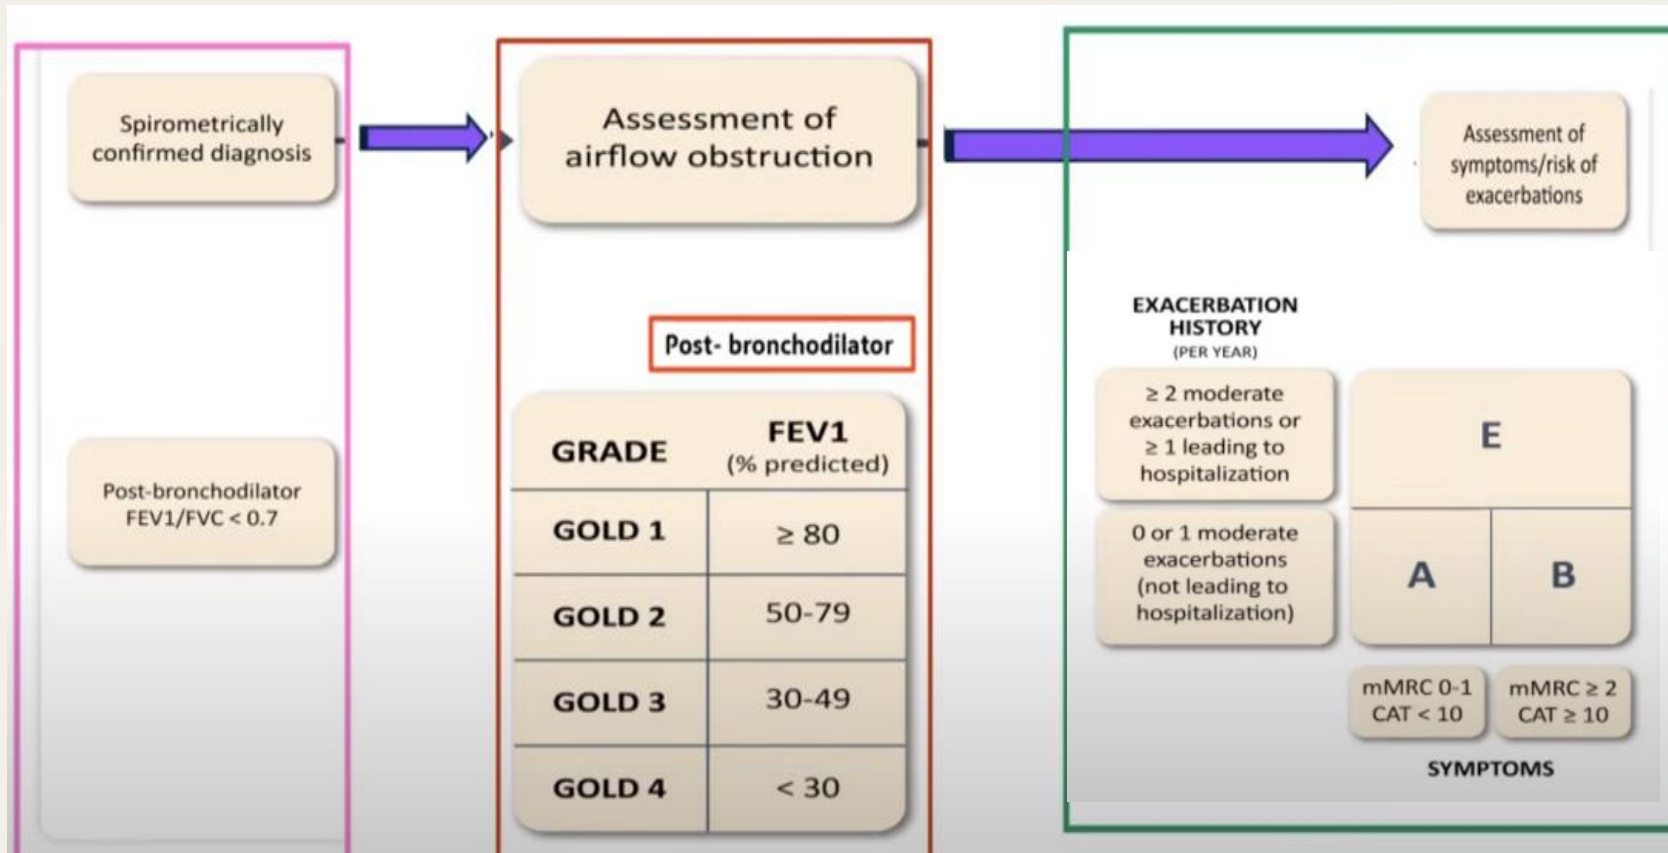 Spirometrically
confirmed diagnosis
Post-bronchodilator
FEV1/FVC < 0.7
Assessment of
airflow obstruction
Post- bronchodilator
GRADE
FEV1
(% predicted)
GOLD 1
≥ 80
GOLD 2
50-79
GOLD 3
30-49
GOLD 4
< 30
Assessment of
symptoms/risk of
exacerbations
EXACERBATION
HISTORY
(PER YEAR)
≥ 2 moderate
exacerbations or
≥ 1 leading to
hospitalization
E
0 or 1 moderate
exacerbations
(not leading to
hospitalization)
A
B
mMRC 0-1
CAT < 10
mMRC ≥ 2
CAT ≥ 10
SYMPTOMS